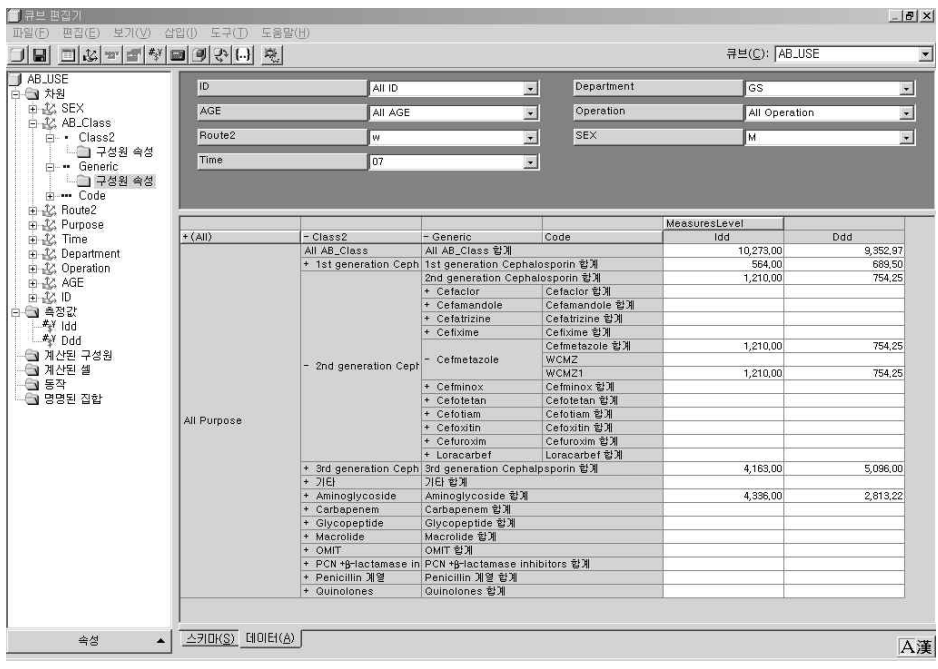 큐브 편집기
파일(F) 편집(E) 보기(V) 삽입(I) 도구(T) 도움말(H)
큐브(C): AB_USE
AB_USE
차원
SEX
AB_Class
Class2
구성원 속성
Generic
구성원 속성
Code
Route2
Purpose
Time
Department
Operation
AGE
ID
측정값
Idd
Ddd
계산된 구성원
계산된 셀
동작
명명된 집합
속성
ID All ID Department GS
AGE All AGE Operation All Operation
Route2 w SEX M
Time 07
MeasuresLevel
+ (All) - Class2 - Generic Code Idd Ddd
All AB_Class All AB_Class 합계 10,273,00 9,352,97
+ 1st generation Ceph 1st generation Cephalosporin 합계 564,00 689,50
2nd generation Cephalosporin 합계 1,210,00 754,25
+ Cefaclor Cefaclor 합계
+ Cefamandole Cefamandole 합계
+ Cefatrizine Cefatrizine 합계
+ Cefixime Cefixime 합계
Cefmetazole 합계 1,210,00 754,25
- Cefmetazole WCMZ
WCMZ1 1,210,00 754,25
- 2nd generation Ceph
+ Cefminox Cefminox 합계
+ Cefotetan Cefotetan 합계
+ Cefotiam Cefotiam 합계
All Purpose
+ Cefoxitin Cefoxitin 합계
+ Cefuroxim Cefuroxim 합계
+ Loracarbef Loracarbef 합계
+ 3rd generation Ceph 3rd generation Cephalpsporin 합계 4,163,00 5,096,00
+ 기타 기타 합계
+ Aminoglycoside Aminoglycoside 합계 4,336,00 2,813,22
+ Carbapenem Carbapenem 합계
+ Glycopeptide Glycopeptide 합계
+ Macrolide Macrolide 합계
+ OMIT OMIT 합계
+ PCN +β-lactamase in PCN +β-lactamase inhibitors 합계
+ Penicillin 계열 Penicillin 계열 합계
+ Quinolones Quinolones 합계
스키마(S) 데이터(A)
A漢